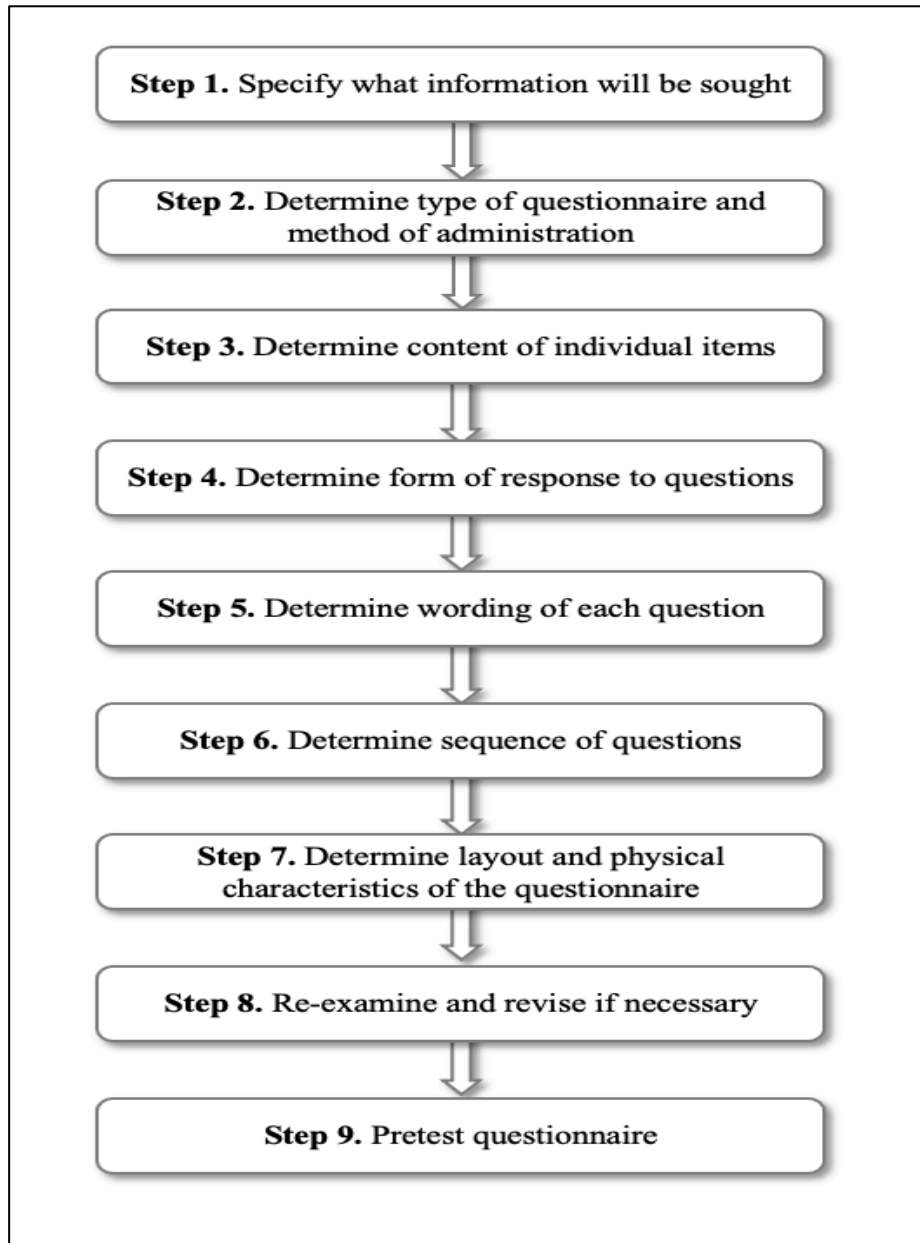 Step 1. Specify what information will be sought
Step 2. Determine type of questionnaire and
method of administration
Step 3. Determine content of individual items
Step 4. Determine form of response to questions
Step 5. Determine wording of each question
Step 6. Determine sequence of questions
Step 7. Determine layout and physical
characteristics of the questionnaire
Step 8. Re-examine and revise if necessary
Step 9. Pretest questionnaire